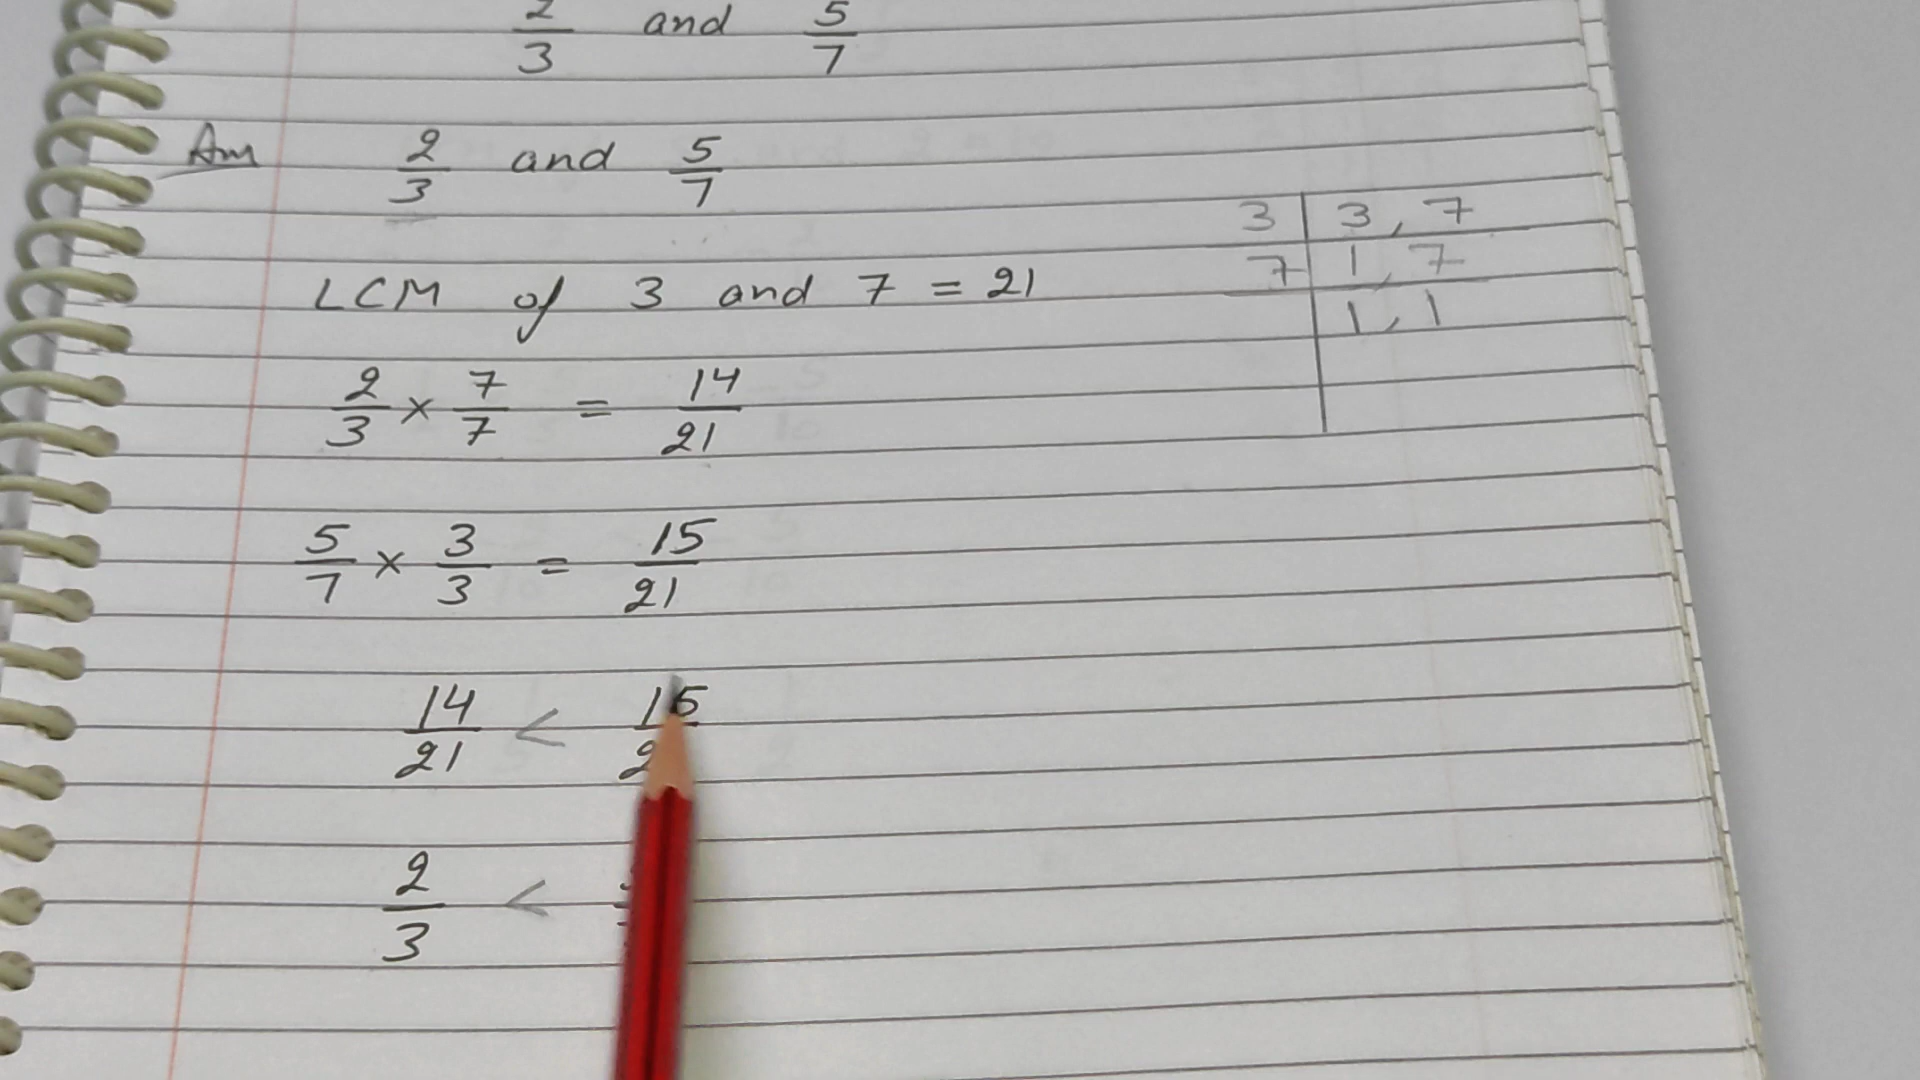 2/3 and 5/7
Ans 2/3 and 5/7
3 | 3, 7
7 | 1, 7
1, 1
LCM of 3 and 7 = 21
2/3 × 7/7 = 14/21
5/7 × 3/3 = 15/21
14/21 < 15/2
2/3 <